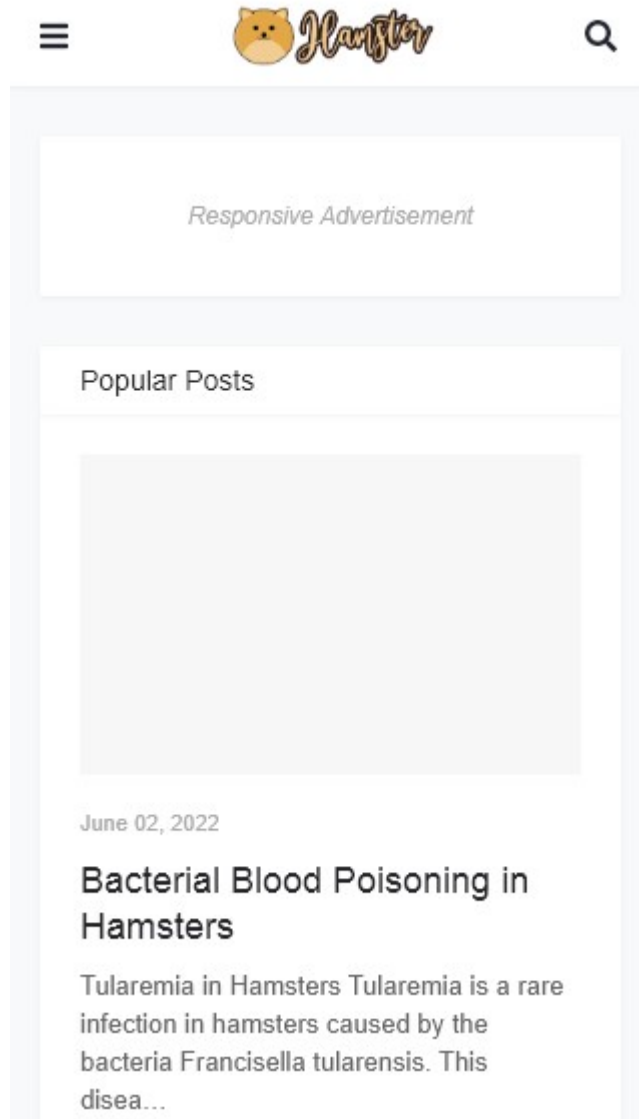 Hamster
Responsive Advertisement
Popular Posts
June 02, 2022
Bacterial Blood Poisoning in
Hamsters
Tularemia in Hamsters Tularemia is a rare
infection in hamsters caused by the
bacteria Francisella tularensis. This
disea...